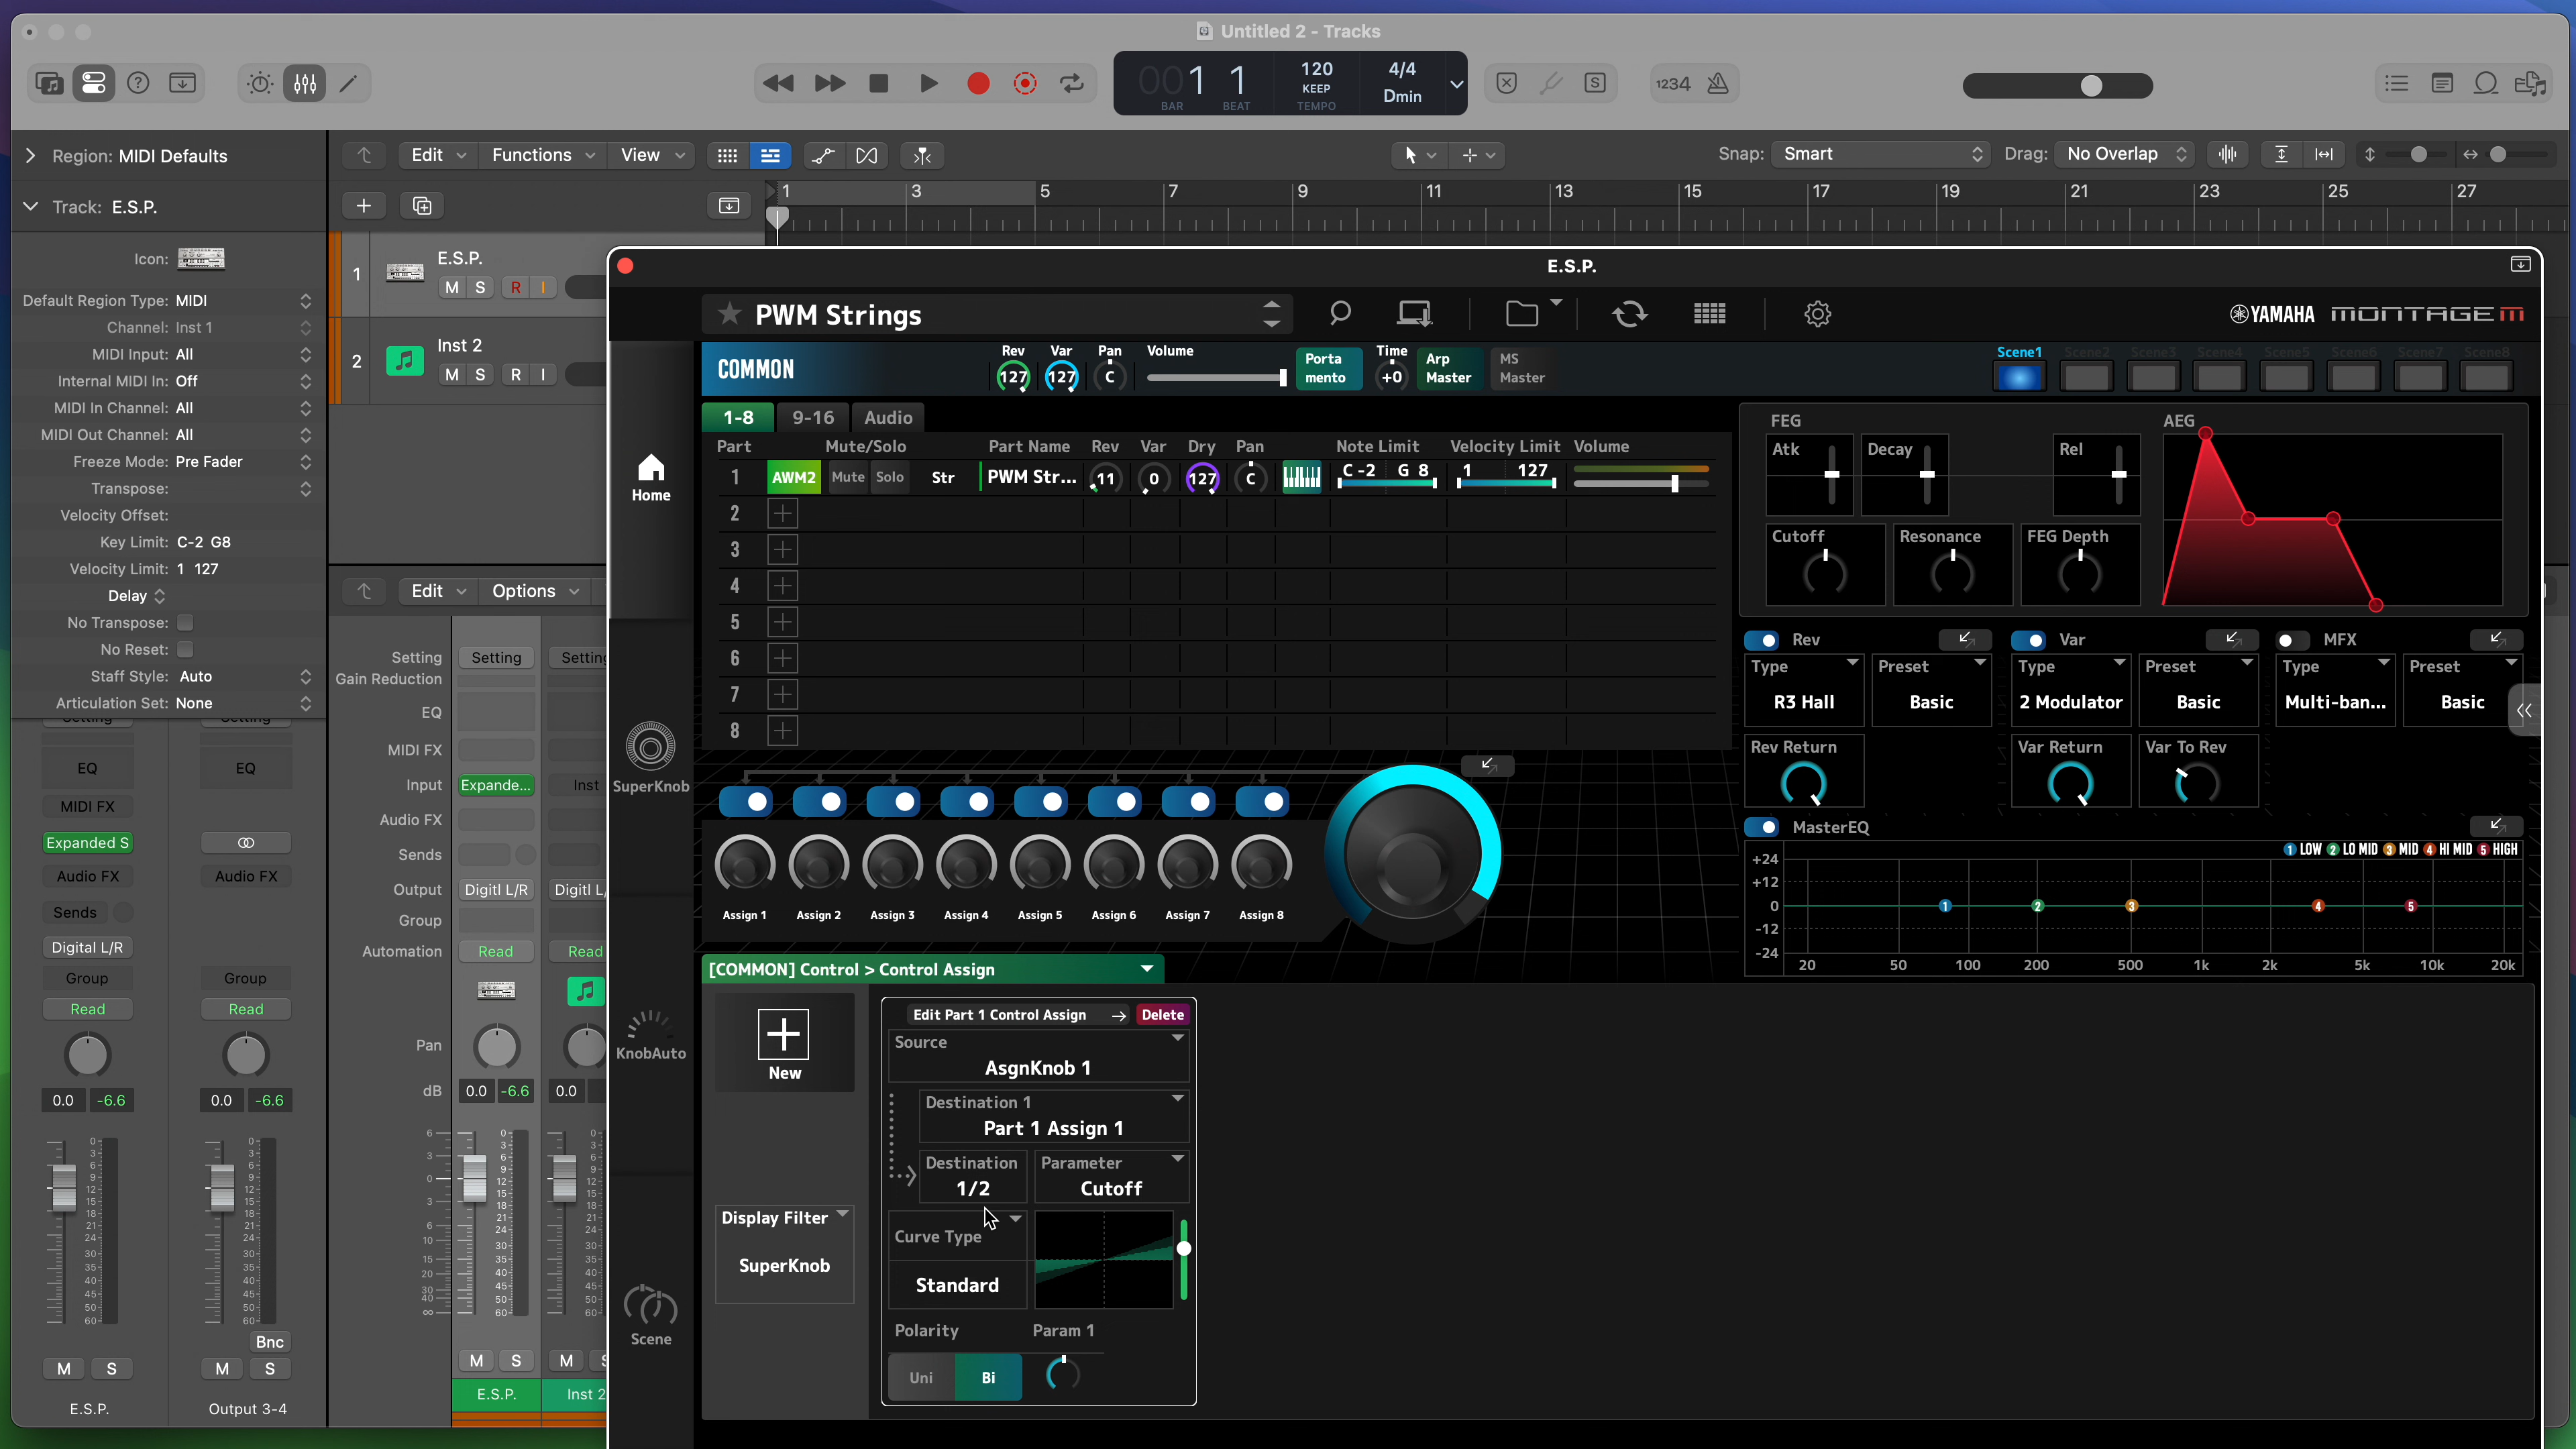 Untitled 2 - Tracks
1 1 120 4/4
KEEP Dmin
BAR BEAT TEMPO
1234
Region: MIDI Defaults
Edit Functions View
Snap: Smart Drag: No Overlap
Track: E.S.P.
1 3 5 7 9 11 13 15 17 19 21 23 25 27
Icon:
Default Region Type: MIDI
Channel: Inst 1
MIDI Input: All
Internal MIDI In: Off
MIDI In Channel: All
MIDI Out Channel: All
Freeze Mode: Pre Fader
Transpose:
Velocity Offset:
Key Limit: C-2 G8
Velocity Limit: 1 127
Delay
No Transpose:
No Reset:
Staff Style: Auto
Articulation Set: None
1 E.S.P.
M S R I
2 Inst 2
M S R I
EQ EQ
MIDI FX
Expanded S
Audio FX Audio FX
Sends
Digital L/R
Group Group
Read Read
0.0 -6.6 0.0 -6.6
Bnc
M S M S
E.S.P. Output 3-4
Edit Options
Setting Setting
Gain Reduction
EQ
MIDI FX
Input Expande... Inst
Audio FX
Sends
Output Digitl L/R
Group
Automation Read Read
Pan
dB 0.0 -6.6 0.0
M S M
E.S.P. Inst 2
E.S.P.
PWM Strings
YAMAHA MONTAGE M
COMMON
Rev Var Pan Volume
127 127 C
Porta mento
Time +0
Arp Master
MS Master
Scene1 Scene2 Scene3 Scene4 Scene5 Scene6 Scene7 Scene8
1-8 9-16 Audio
Part Mute/Solo Part Name Rev Var Dry Pan Note Limit Velocity Limit Volume
1 AWM2 Mute Solo Str PWM Str... 11 0 127 C C -2 G 8 1 127
2
3
4
5
6
7
8
Home
SuperKnob
KnobAuto
Scene
Assign 1 Assign 2 Assign 3 Assign 4 Assign 5 Assign 6 Assign 7 Assign 8
FEG
Atk Decay Rel
Cutoff Resonance FEG Depth
AEG
Rev Var MFX
Type Preset Type Preset Type Preset
R3 Hall Basic 2 Modulator Basic Multi-ban... Basic
Rev Return Var Return Var To Rev
MasterEQ
1 LOW 2 LO MID 3 MID 4 HI MID 5 HIGH
+24
+12
0 1 2 3 4 5
-12
-24
20 50 100 200 500 1k 2k 5k 10k 20k
[COMMON] Control > Control Assign
New
Display Filter
SuperKnob
Edit Part 1 Control Assign → Delete
Source
AsgnKnob 1
Destination 1
Part 1 Assign 1
Destination Parameter
1/2 Cutoff
Curve Type
Standard
Polarity Param 1
Uni Bi